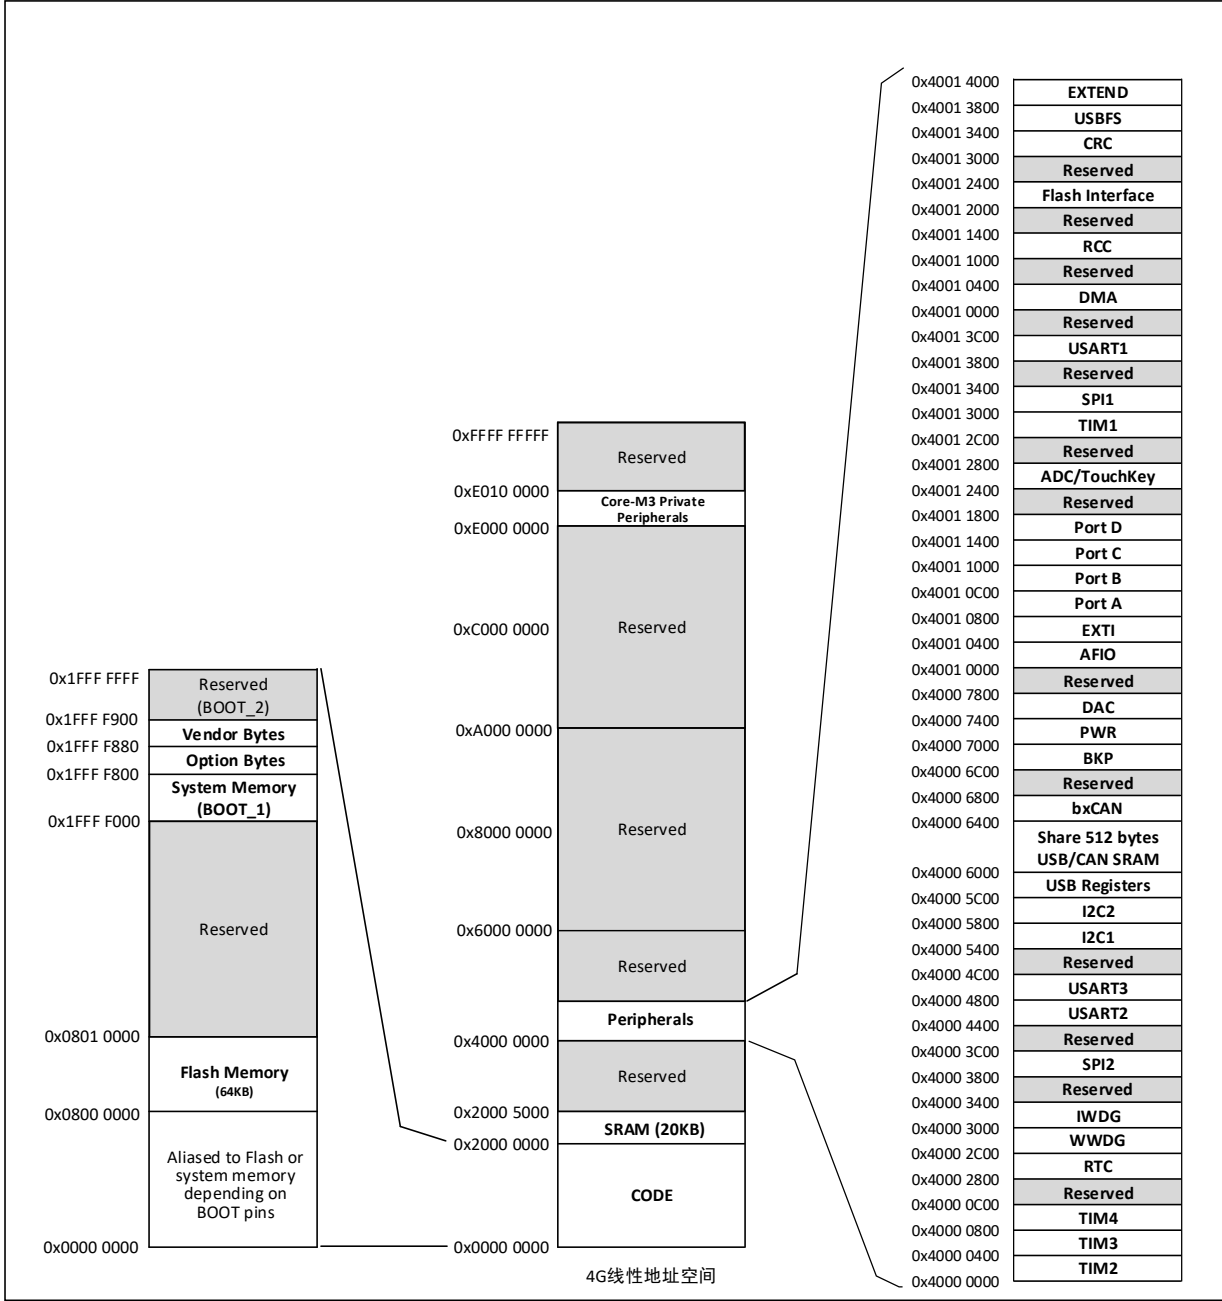 0x1FFF FFFF
Reserved
(BOOT_2)
0x1FFF F900
Vendor Bytes
0x1FFF F880
Option Bytes
0x1FFF F800
System Memory
(BOOT_1)
0x1FFF F000
Reserved
0x0801 0000
Flash Memory
(64KB)
0x0800 0000
Aliased to Flash or
system memory
depending on
BOOT pins
0x0000 0000
0xFFFF FFFFF
Reserved
0xE010 0000
Core-M3 Private
Peripherals
0xE000 0000
0xC000 0000
Reserved
0xA000 0000
0x8000 0000
Reserved
0x6000 0000
Reserved
Peripherals
0x4000 0000
Reserved
0x2000 5000
SRAM (20KB)
0x2000 0000
CODE
0x0000 0000
4G线性地址空间
0x4001 4000
EXTEND
0x4001 3800
USBFS
0x4001 3400
CRC
0x4001 3000
Reserved
0x4001 2400
Flash Interface
0x4001 2000
Reserved
0x4001 1400
RCC
0x4001 1000
Reserved
0x4001 0400
DMA
0x4001 0000
Reserved
0x4001 3C00
USART1
0x4001 3800
Reserved
0x4001 3400
SPI1
0x4001 3000
TIM1
0x4001 2C00
Reserved
0x4001 2800
ADC/TouchKey
0x4001 2400
Reserved
0x4001 1800
Port D
0x4001 1400
Port C
0x4001 1000
Port B
0x4001 0C00
Port A
0x4001 0800
EXTI
0x4001 0400
AFIO
0x4001 0000
Reserved
0x4000 7800
DAC
0x4000 7400
PWR
0x4000 7000
BKP
0x4000 6C00
Reserved
0x4000 6800
bxCAN
0x4000 6400
Share 512 bytes
USB/CAN SRAM
0x4000 6000
USB Registers
0x4000 5C00
I2C2
0x4000 5800
I2C1
0x4000 5400
Reserved
0x4000 4C00
USART3
0x4000 4800
USART2
0x4000 4400
Reserved
0x4000 3C00
SPI2
0x4000 3800
Reserved
0x4000 3400
IWDG
0x4000 3000
WWDG
0x4000 2C00
RTC
0x4000 2800
Reserved
0x4000 0C00
TIM4
0x4000 0800
TIM3
0x4000 0400
TIM2
0x4000 0000